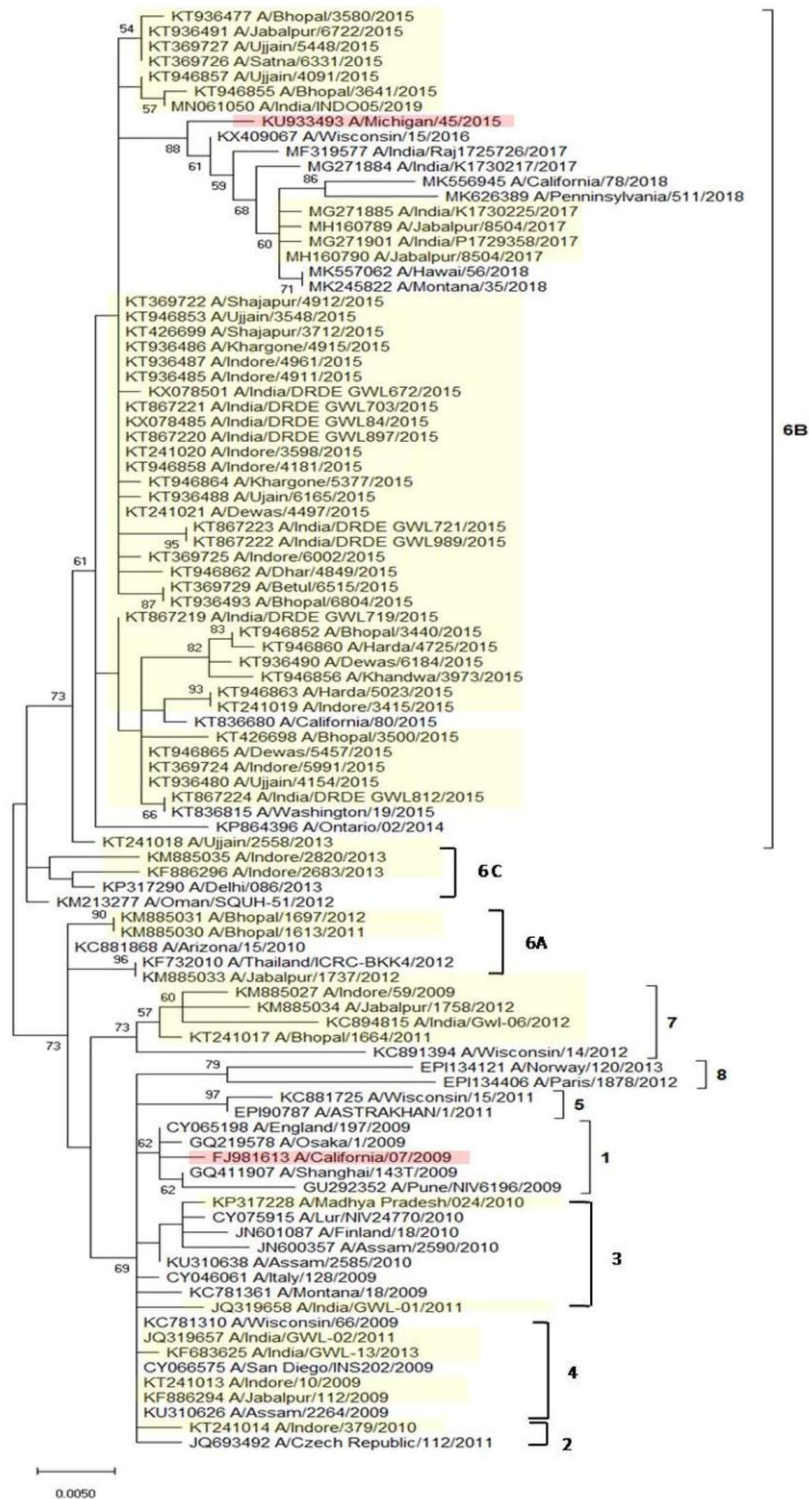 KT936477 A/Bhopal/3580/2015
54
KT936491 A/Jabalpur/6722/2015
KT369727 A/Ujjain/5448/2015
KT369726 A/Satna/6331/2015
KT946857 A/Ujjain/4091/2015
KT946855 A/Bhopal/3641/2015
57
MN061050 A/India/INDO05/2019
KU933493 A/Michigan/45/2015
88
KX409067 A/Wisconsin/15/2016
61
MF319577 A/India/Raj1725726/2017
59
MG271884 A/India/K1730217/2017
86
MK556945 A/California/78/2018
MK626389 A/Penninsylvania/511/2018
68
MG271885 A/India/K1730225/2017
MH160789 A/Jabalpur/8504/2017
60
MG271901 A/India/P1729358/2017
MH160790 A/Jabalpur/8504/2017
MK557062 A/Hawai/56/2018
71
MK245822 A/Montana/35/2018
KT369722 A/Shajapur/4912/2015
KT946853 A/Ujjain/3548/2015
KT426699 A/Shajapur/3712/2015
KT936486 A/Khargone/4915/2015
KT936487 A/Indore/4961/2015
KT936485 A/Indore/4911/2015
KX078501 A/India/DRDE GWL672/2015
KT867221 A/India/DRDE GWL703/2015
KX078485 A/India/DRDE GWL84/2015
6B
KT867220 A/India/DRDE GWL897/2015
KT241020 A/Indore/3598/2015
KT946858 A/Indore/4181/2015
KT946864 A/Khargone/5377/2015
KT936488 A/Ujain/6165/2015
KT241021 A/Dewas/4497/2015
KT867223 A/India/DRDE GWL721/2015
95
KT867222 A/India/DRDE GWL989/2015
61
KT369725 A/Indore/6002/2015
KT946862 A/Dhar/4849/2015
KT369729 A/Betul/6515/2015
87
KT936493 A/Bhopal/6804/2015
KT867219 A/India/DRDE GWL719/2015
83
KT946852 A/Bhopal/3440/2015
82
KT946860 A/Harda/4725/2015
KT936490 A/Dewas/6184/2015
KT946856 A/Khandwa/3973/2015
73
93
KT946863 A/Harda/5023/2015
KT241019 A/Indore/3415/2015
KT836680 A/California/80/2015
KT426698 A/Bhopal/3500/2015
KT946865 A/Dewas/5457/2015
KT369724 A/Indore/5991/2015
KT936480 A/Ujjain/4154/2015
KT867224 A/India/DRDE GWL812/2015
66
KT836815 A/Washington/19/2015
KP864396 A/Ontario/02/2014
KT241018 A/Ujjain/2558/2013
KM885035 A/Indore/2820/2013
KF886296 A/Indore/2683/2013
6C
KP317290 A/Delhi/086/2013
KM213277 A/Oman/SQUH-51/2012
90
KM885031 A/Bhopal/1697/2012
KM885030 A/Bhopal/1613/2011
6A
KC881868 A/Arizona/15/2010
96
KF732010 A/Thailand/ICRC-BKK4/2012
KM885033 A/Jabalpur/1737/2012
60
KM885027 A/Indore/59/2009
57
KM885034 A/Jabalpur/1758/2012
73
KC894815 A/India/Gwl-06/2012
7
73
KT241017 A/Bhopal/1664/2011
KC891394 A/Wisconsin/14/2012
79
EPI134121 A/Norway/120/2013
8
EPI134406 A/Paris/1878/2012
97
KC881725 A/Wisconsin/15/2011
5
EPI90787 A/ASTRAKHAN/1/2011
CY065198 A/England/197/2009
62
GQ219578 A/Osaka/1/2009
FJ981613 A/California/07/2009
1
GQ411907 A/Shanghai/143T/2009
62
GU292352 A/Pune/NIV6196/2009
KP317228 A/Madhya Pradesh/024/2010
CY075915 A/Lur/NIV24770/2010
JN601087 A/Finland/18/2010
JN600357 A/Assam/2590/2010
3
69
KU310638 A/Assam/2585/2010
CY046061 A/Italy/128/2009
KC781361 A/Montana/18/2009
JQ319658 A/India/GWL-01/2011
KC781310 A/Wisconsin/66/2009
JQ319657 A/India/GWL-02/2011
KF683625 A/India/GWL-13/2013
4
CY066575 A/San Diego/INS202/2009
KT241013 A/Indore/10/2009
KF886294 A/Jabalpur/112/2009
KU310626 A/Assam/2264/2009
KT241014 A/Indore/379/2010
2
JQ693492 A/Czech Republic/112/2011
0.0050